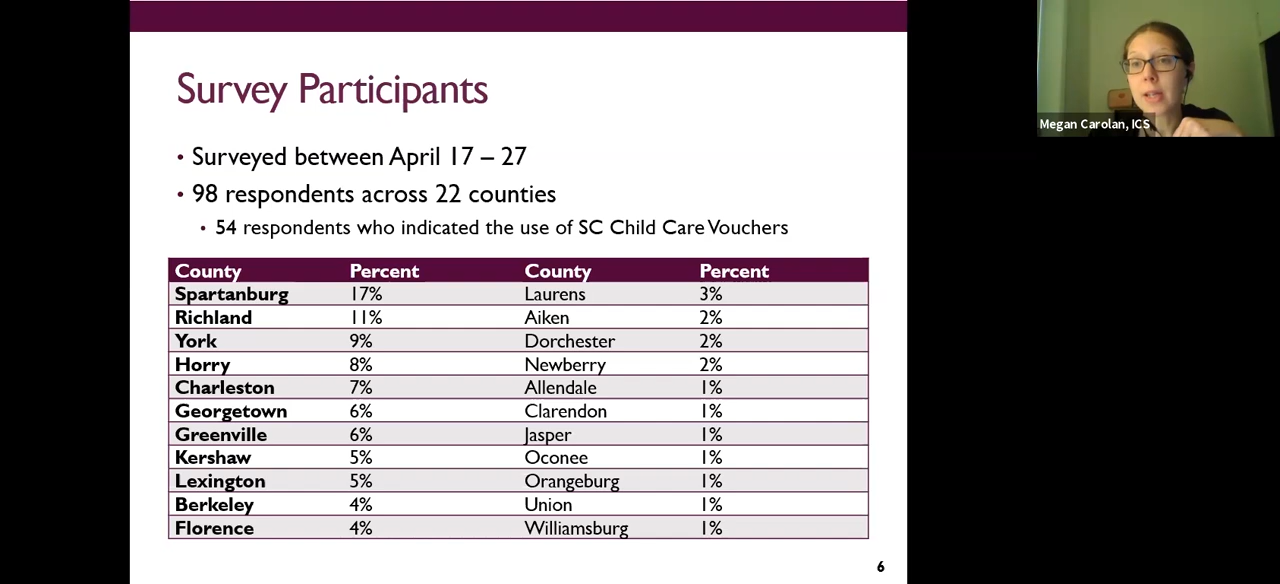 Survey Participants
• Surveyed between April 17 – 27
• 98 respondents across 22 counties
• 54 respondents who indicated the use of SC Child Care Vouchers
County Percent County Percent
Spartanburg 17% Laurens 3%
Richland 11% Aiken 2%
York 9% Dorchester 2%
Horry 8% Newberry 2%
Charleston 7% Allendale 1%
Georgetown 6% Clarendon 1%
Greenville 6% Jasper 1%
Kershaw 5% Oconee 1%
Lexington 5% Orangeburg 1%
Berkeley 4% Union 1%
Florence 4% Williamsburg 1%
6
Megan Carolan, ICS